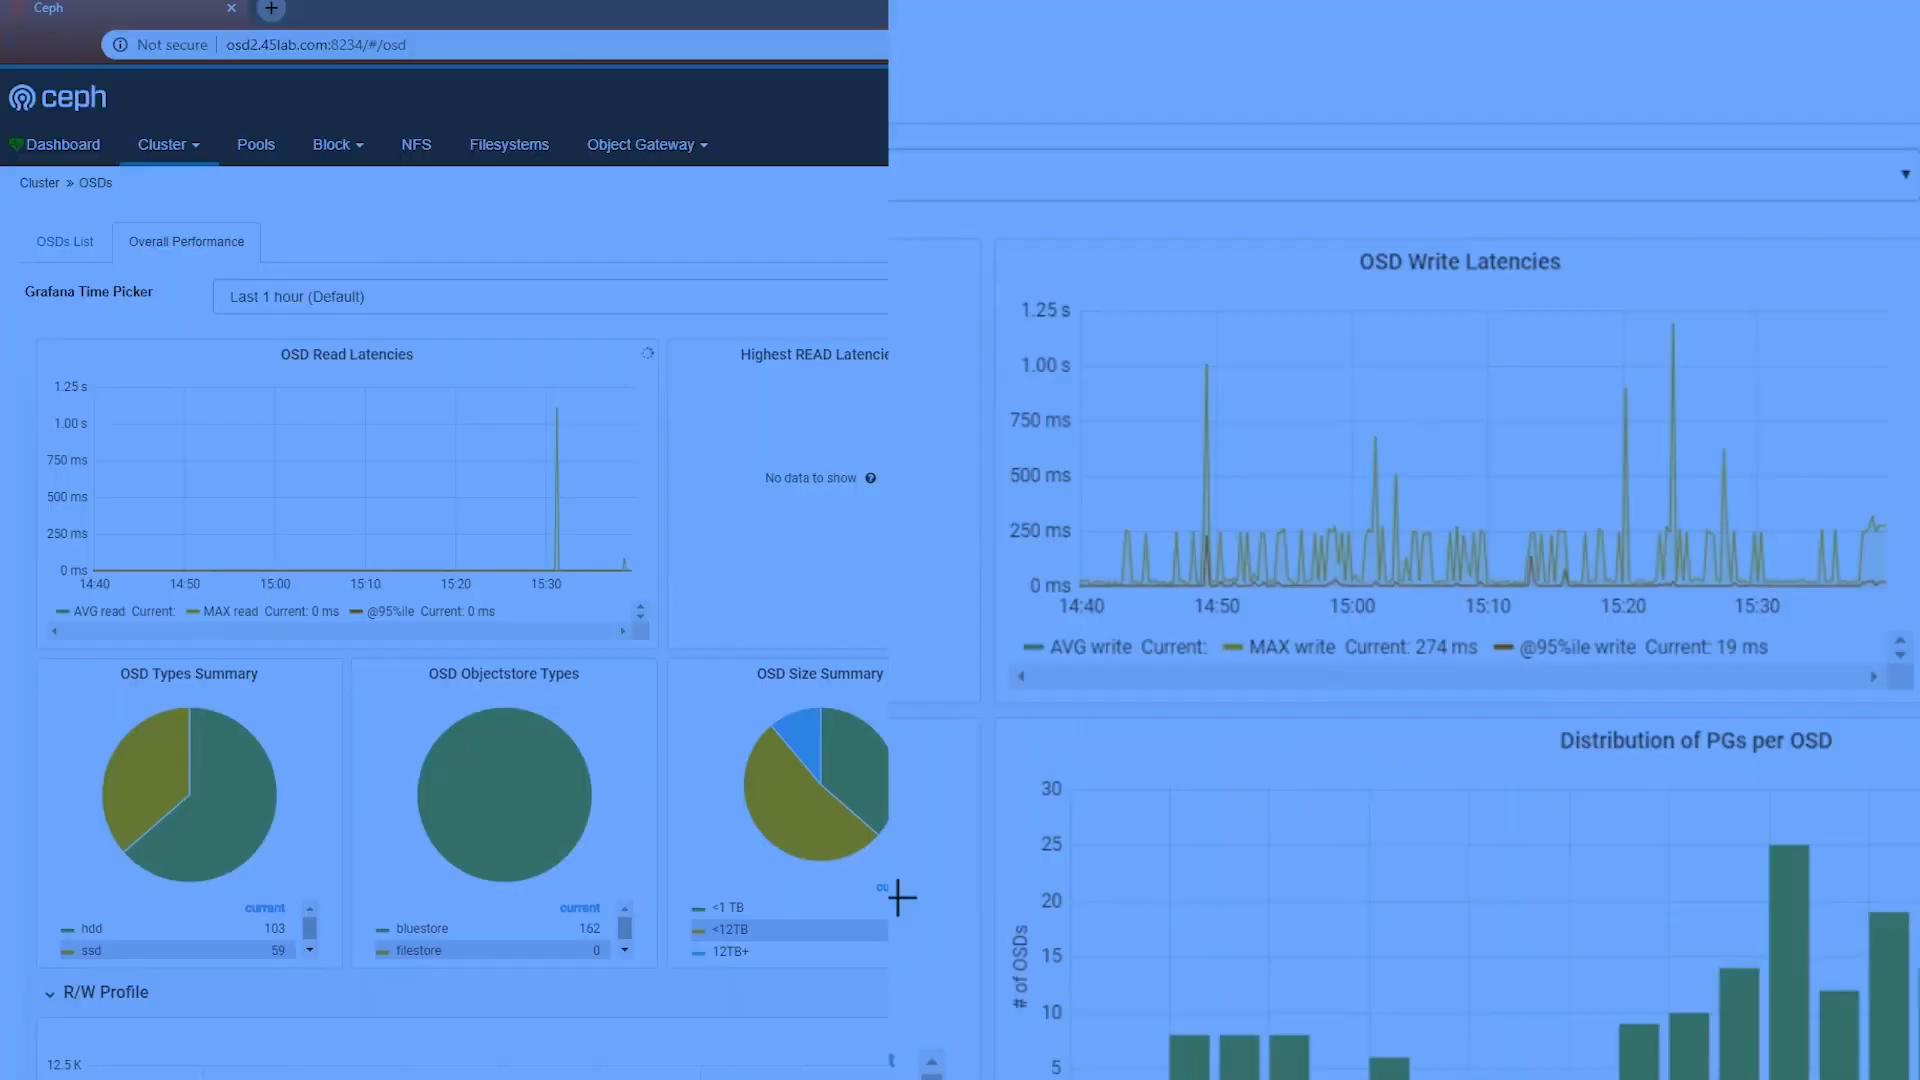 Ceph
Not secure osd2.45lab.com:8234/#/osd
ceph
Dashboard Cluster Pools Block NFS Filesystems Object Gateway
Cluster » OSDs
OSDs List Overall Performance
Grafana Time Picker Last 1 hour (Default)
OSD Read Latencies
1.25 s
1.00 s
750 ms
500 ms
250 ms
0 ms
14:40 14:50 15:00 15:10 15:20 15:30
AVG read Current: MAX read Current: 0 ms @95%ile Current: 0 ms
Highest READ Latencie
No data to show
OSD Write Latencies
1.25 s
1.00 s
750 ms
500 ms
250 ms
0 ms
14:40 14:50 15:00 15:10 15:20 15:30
AVG write Current: MAX write Current: 274 ms @95%ile write Current: 19 ms
OSD Types Summary
current
hdd 103
ssd 59
OSD Objectstore Types
current
bluestore 162
filestore 0
OSD Size Summary
cu
<1 TB
<12TB
12TB+
Distribution of PGs per OSD
# of OSDs
30
25
20
15
10
5
R/W Profile
12.5 K